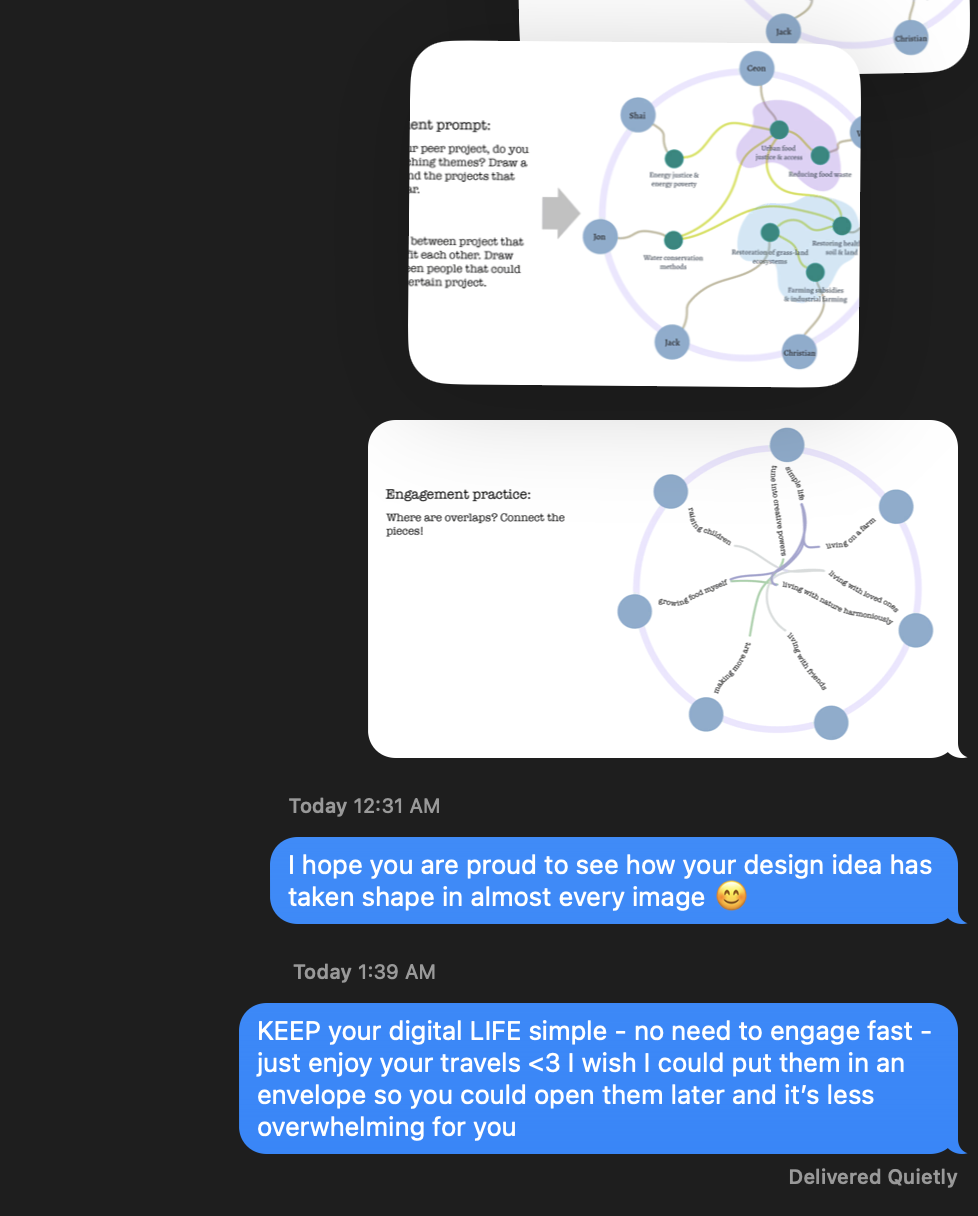 Jack
Christian
ent prompt:
r peer project, do you
hing themes? Draw a
nd the projects that
ar.
between project that
fit each other. Draw
en people that could
ertain project.
Ceon
Shai
Urban food
justice & access
Reducing food waste
Energy justice &
energy poverty
Jon
Water conservation
methods
Restoration of grass-land
ecosystems
Restoring healt
soil & land
Farming subsidies
& industrial farming
Jack
Christian
Engagement practice:
Where are overlaps? Connect the
pieces!
simple life
tune into creative powers
raising children
living on a farm
growing food myself
living with loved ones
living with nature harmoniously
making more art
living with friends
Today 12:31 AM
I hope you are proud to see how your design idea has
taken shape in almost every image 😊
Today 1:39 AM
KEEP your digital LIFE simple - no need to engage fast -
just enjoy your travels <3 I wish I could put them in an
envelope so you could open them later and it’s less
overwhelming for you
Delivered Quietly